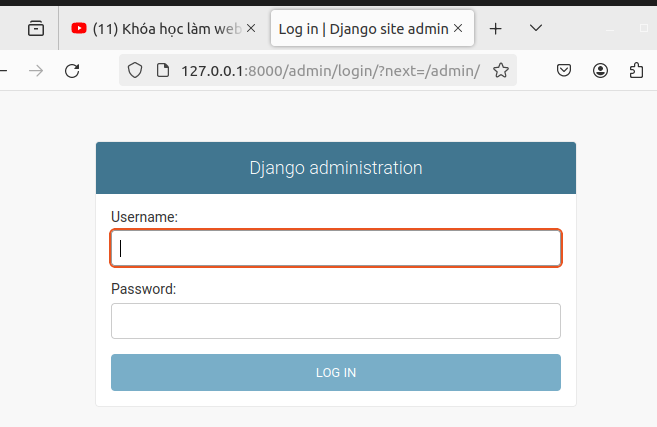 (11) Khóa học làm web
Log in | Django site admin
127.0.0.1:8000/admin/login/?next=/admin/
Django administration
Username:
Password:
LOG IN